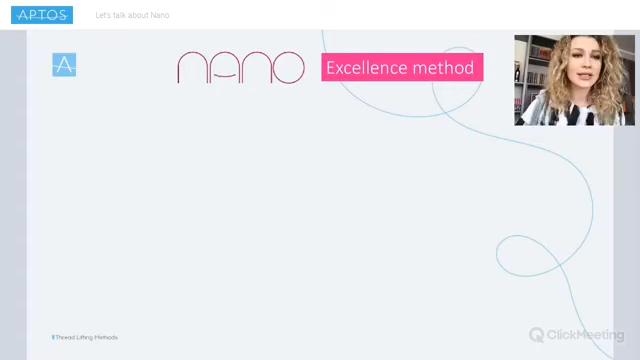 APTOS
Let's talk about Nano
nano
Excellence method
Thread Lifting Methods
ClickMeeting